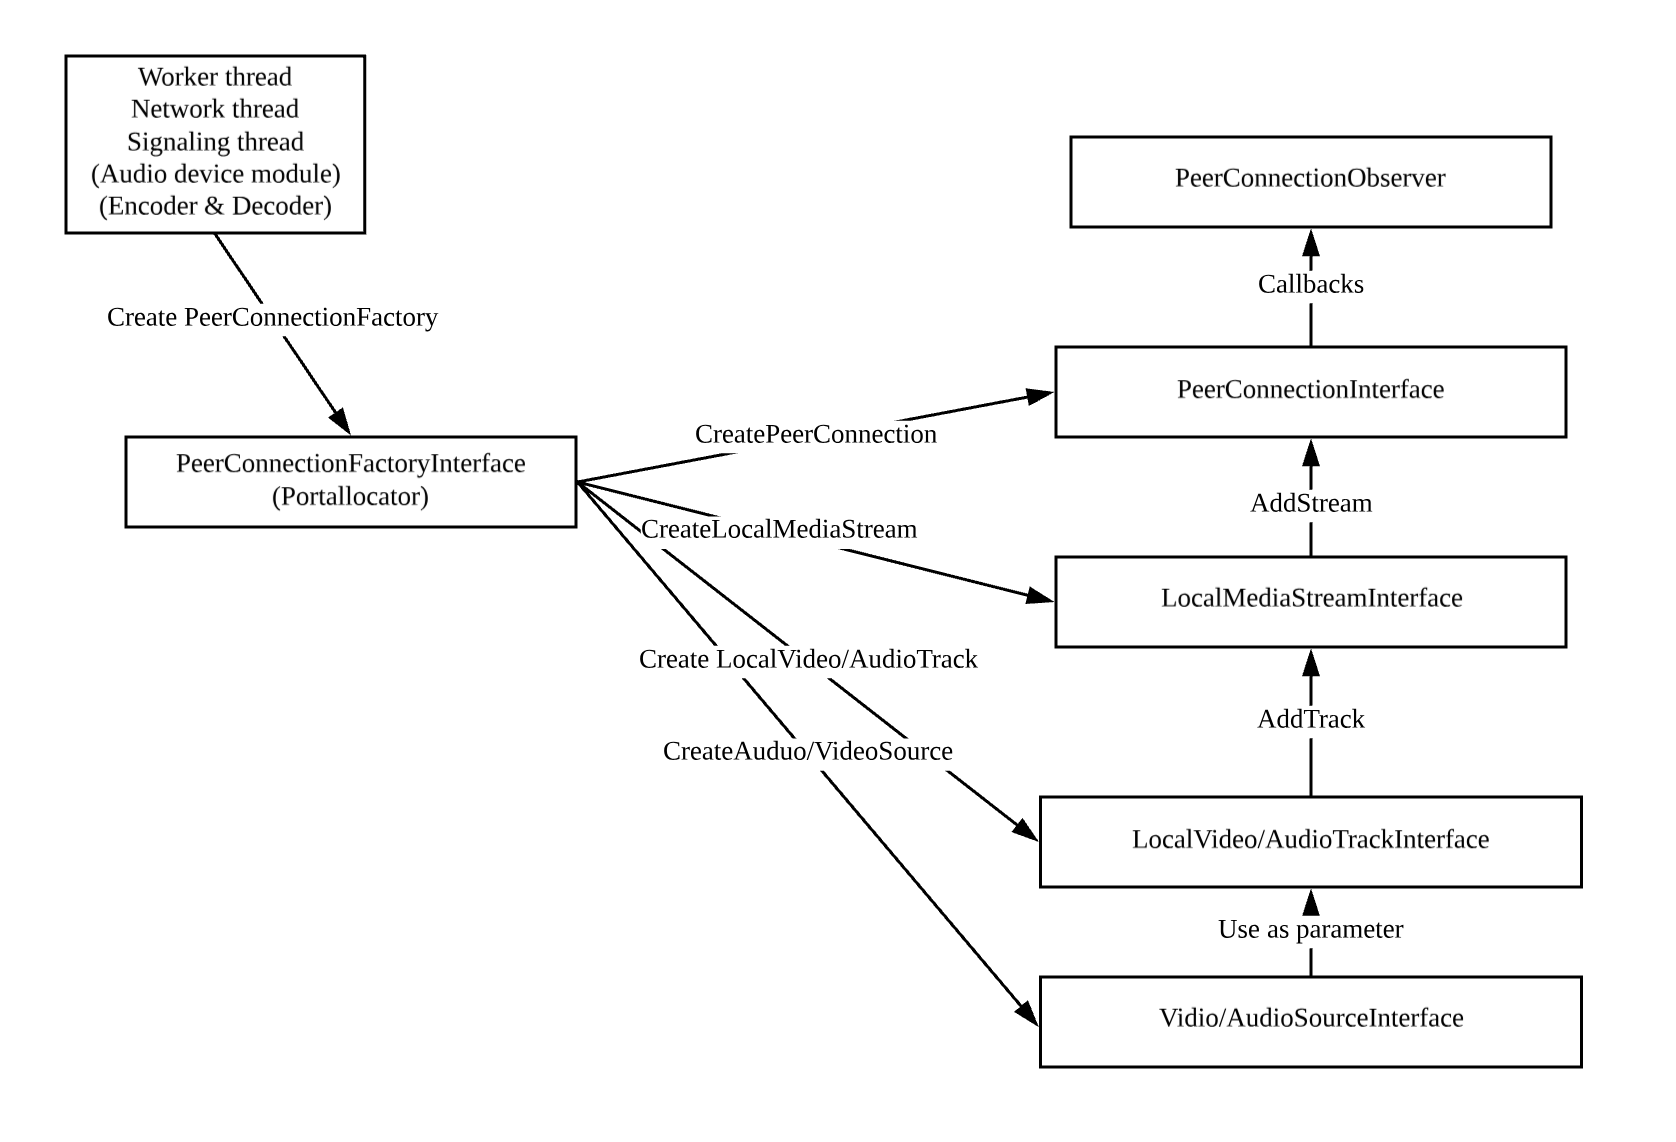 Worker thread
Network thread
Signaling thread
(Audio device module)
(Encoder & Decoder)
Create PeerConnectionFactory
PeerConnectionFactoryInterface
(Portallocator)
CreatePeerConnection
CreateLocalMediaStream
Create LocalVideo/AudioTrack
CreateAuduo/VideoSource
PeerConnectionObserver
Callbacks
PeerConnectionInterface
AddStream
LocalMediaStreamInterface
AddTrack
LocalVideo/AudioTrackInterface
Use as parameter
Vidio/AudioSourceInterface